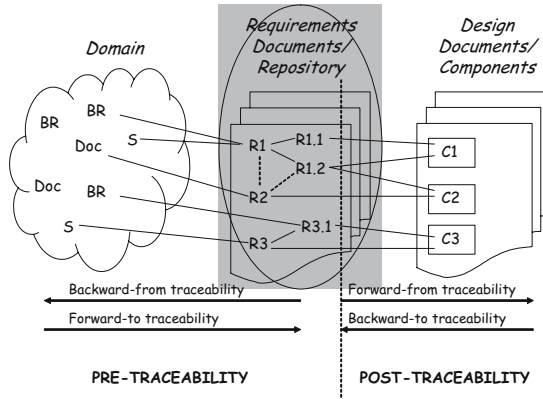 Domain
Requirements
Documents/
Repository
Design
Documents/
Components
BR
BR
S
Doc
Doc
BR
S
R1
R1.1
R1.2
R2
R3.1
R3
C1
C2
C3
Backward-from traceability
Forward-to traceability
Forward-from traceability
Backward-to traceability
PRE-TRACEABILITY
POST-TRACEABILITY